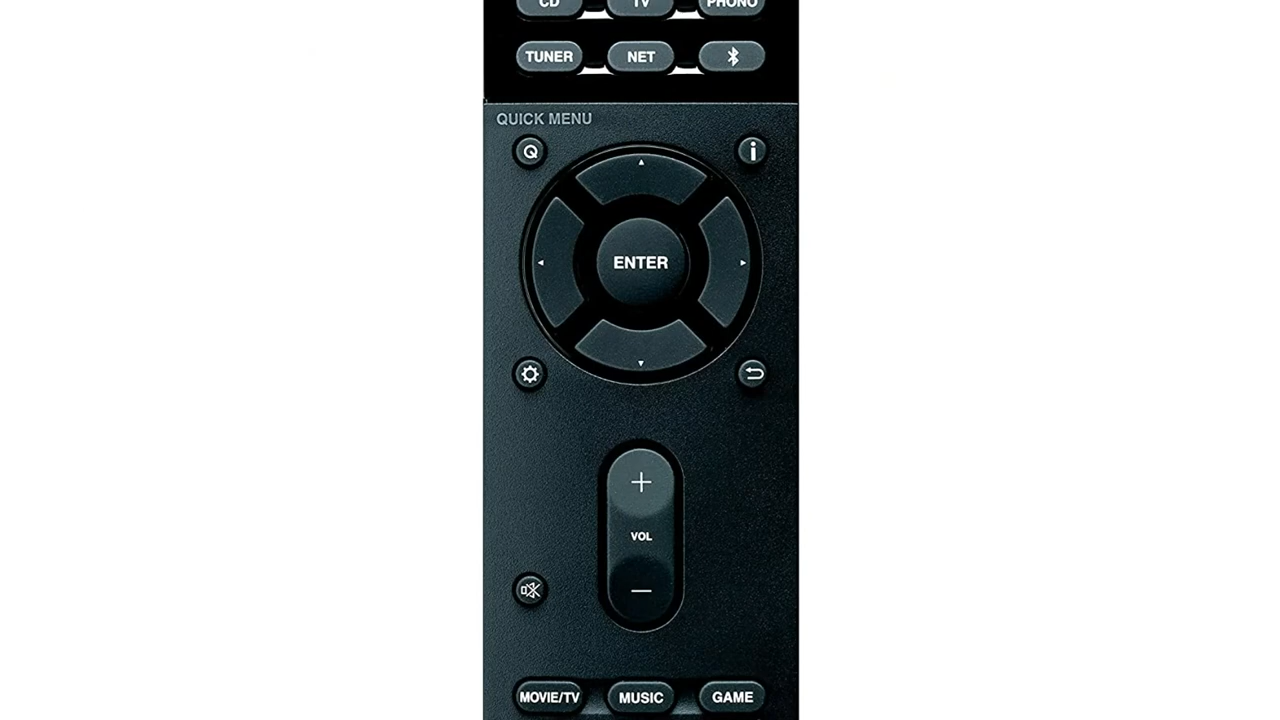 CD TV PHONO
TUNER NET
QUICK MENU
Q i
ENTER
+
VOL
−
MOVIE/TV MUSIC GAME